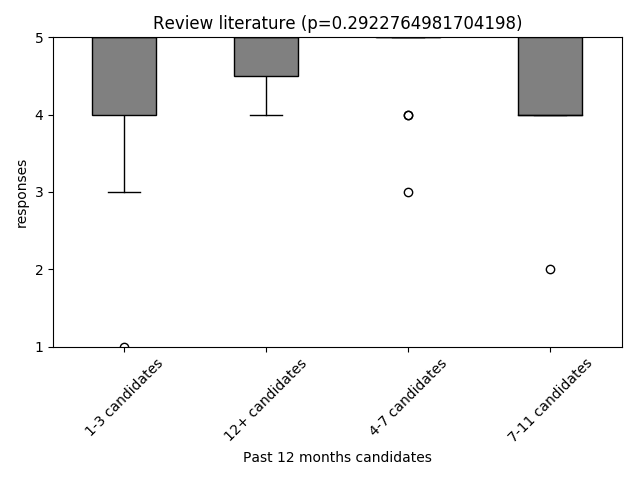 Review literature (p=0.2922764981704198)
5
4
3
2
1
responses
1-3 candidates
12+ candidates
4-7 candidates
7-11 candidates
Past 12 months candidates